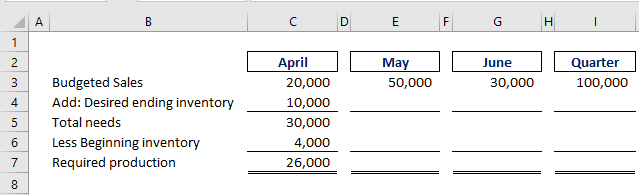 A B C D E F G H I
1
2 April May June Quarter
3 Budgeted Sales 20,000 50,000 30,000 100,000
4 Add: Desired ending inventory 10,000
5 Total needs 30,000
6 Less Beginning inventory 4,000
7 Required production 26,000
8